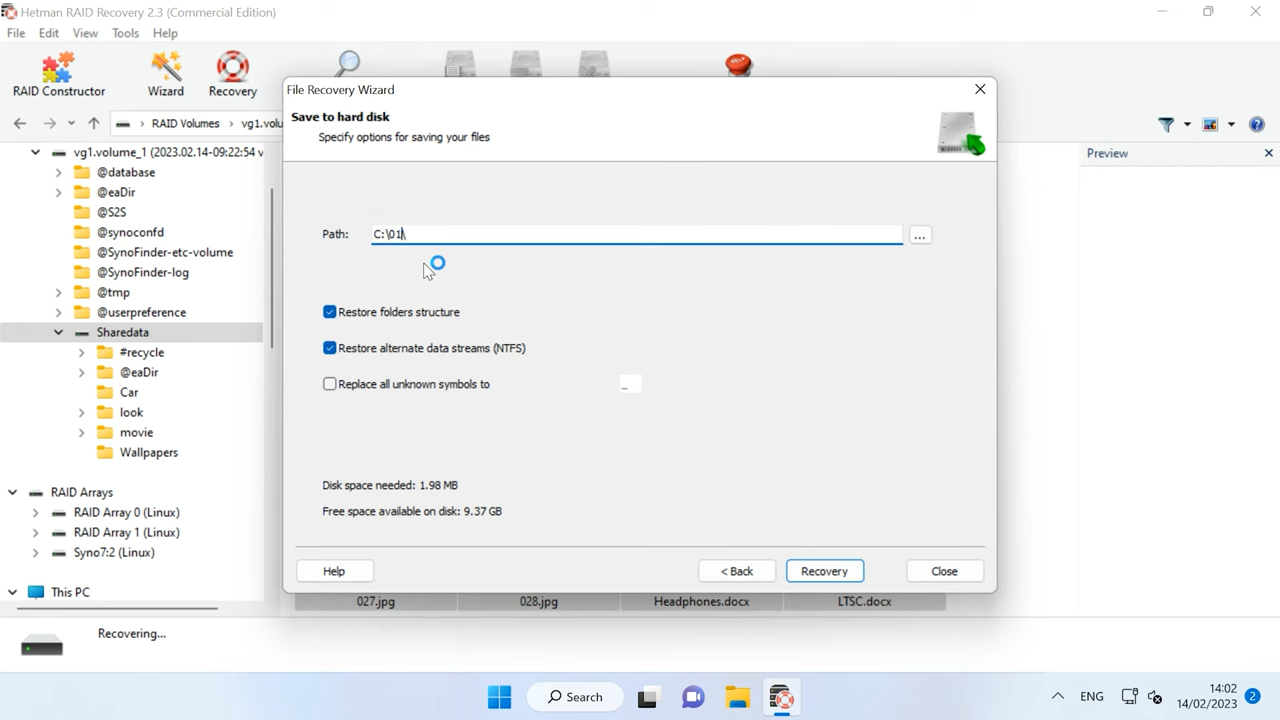 Hetman RAID Recovery 2.3 (Commercial Edition)
File Edit View Tools Help
RAID Constructor Wizard Recovery
RAID Volumes › vg1.volu
File Recovery Wizard
Save to hard disk
Specify options for saving your files
Path: C:\01\ ...
Restore folders structure
Restore alternate data streams (NTFS)
Replace all unknown symbols to _
Disk space needed: 1.98 MB
Free space available on disk: 9.37 GB
Help < Back Recovery Close
vg1.volume_1 (2023.02.14-09:22:54 v
@database
@eaDir
@S2S
@synoconfd
@SynoFinder-etc-volume
@SynoFinder-log
@tmp
@userpreference
Sharedata
#recycle
@eaDir
Car
look
movie
Wallpapers
RAID Arrays
RAID Array 0 (Linux)
RAID Array 1 (Linux)
Syno7:2 (Linux)
This PC
Preview
027.jpg 028.jpg Headphones.docx LTSC.docx
Recovering...
Search
ENG
14:02
14/02/2023
2